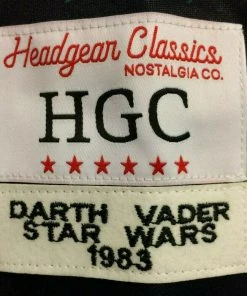 Headgear Classics
NOSTALGIA CO.
HGC
DARTH VADER
STAR WARS
1983